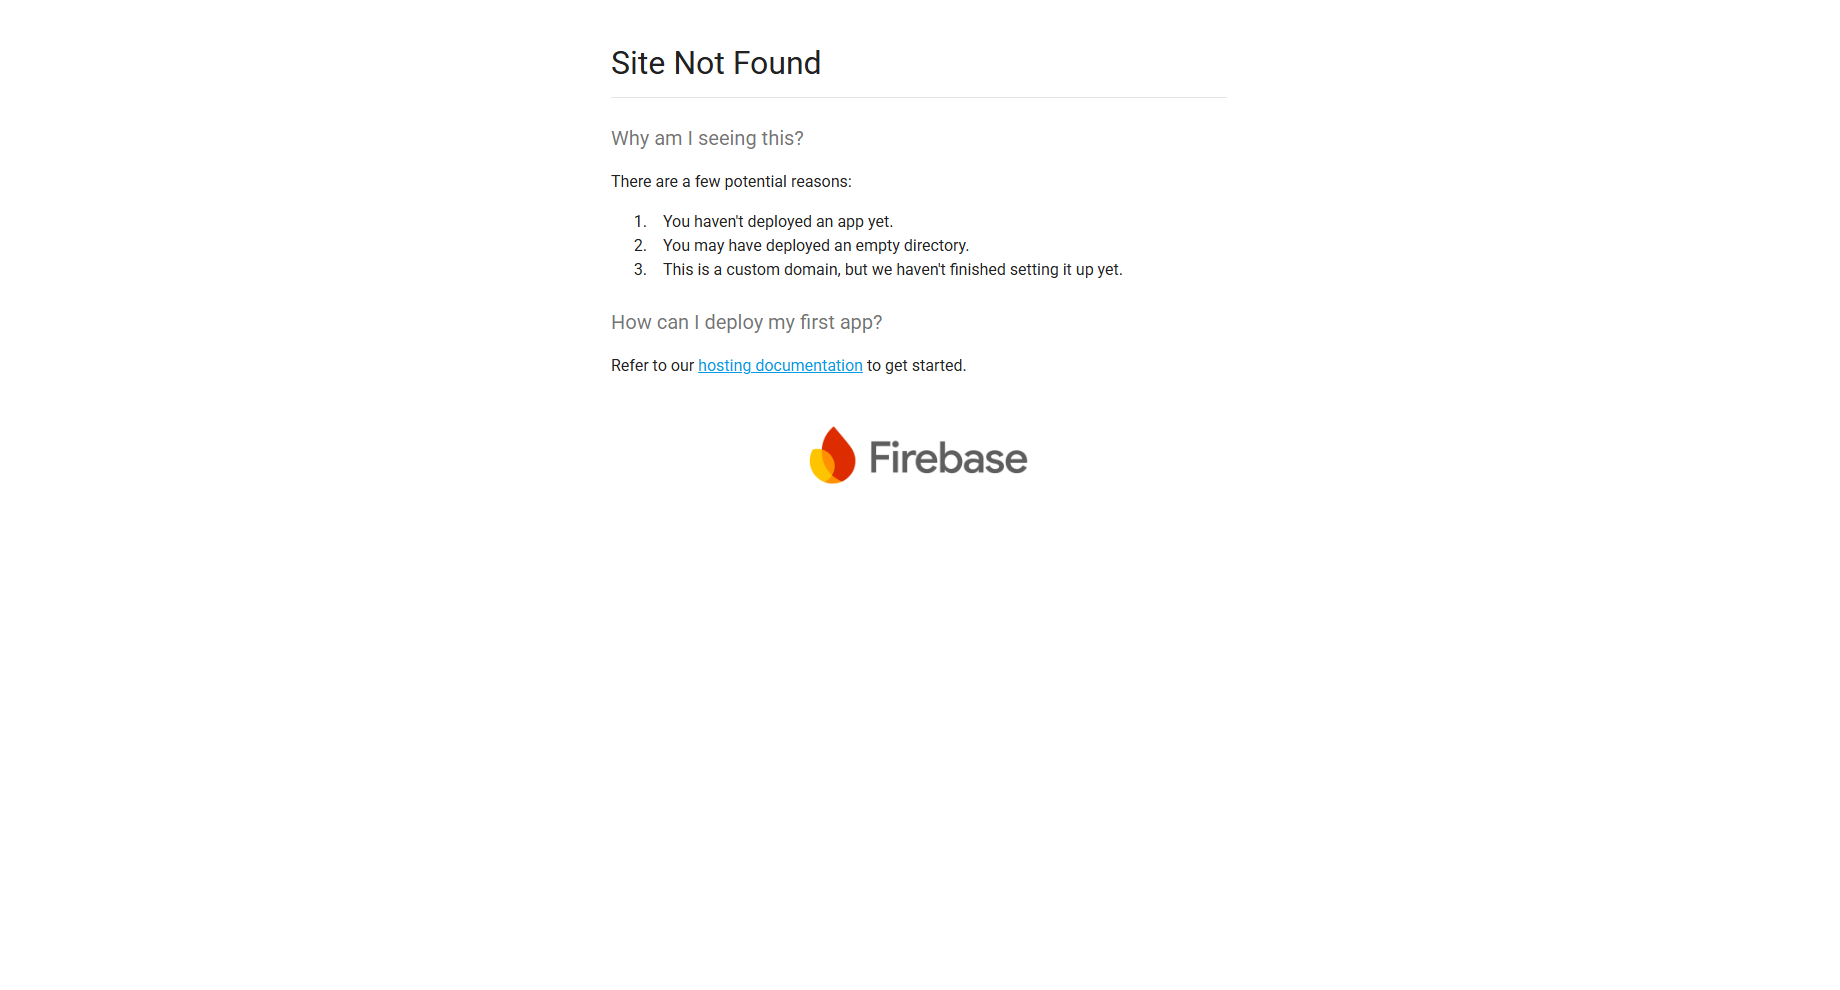 Site Not Found
Why am I seeing this?
There are a few potential reasons:
1. You haven't deployed an app yet.
2. You may have deployed an empty directory.
3. This is a custom domain, but we haven't finished setting it up yet.
How can I deploy my first app?
Refer to our hosting documentation to get started.
Firebase